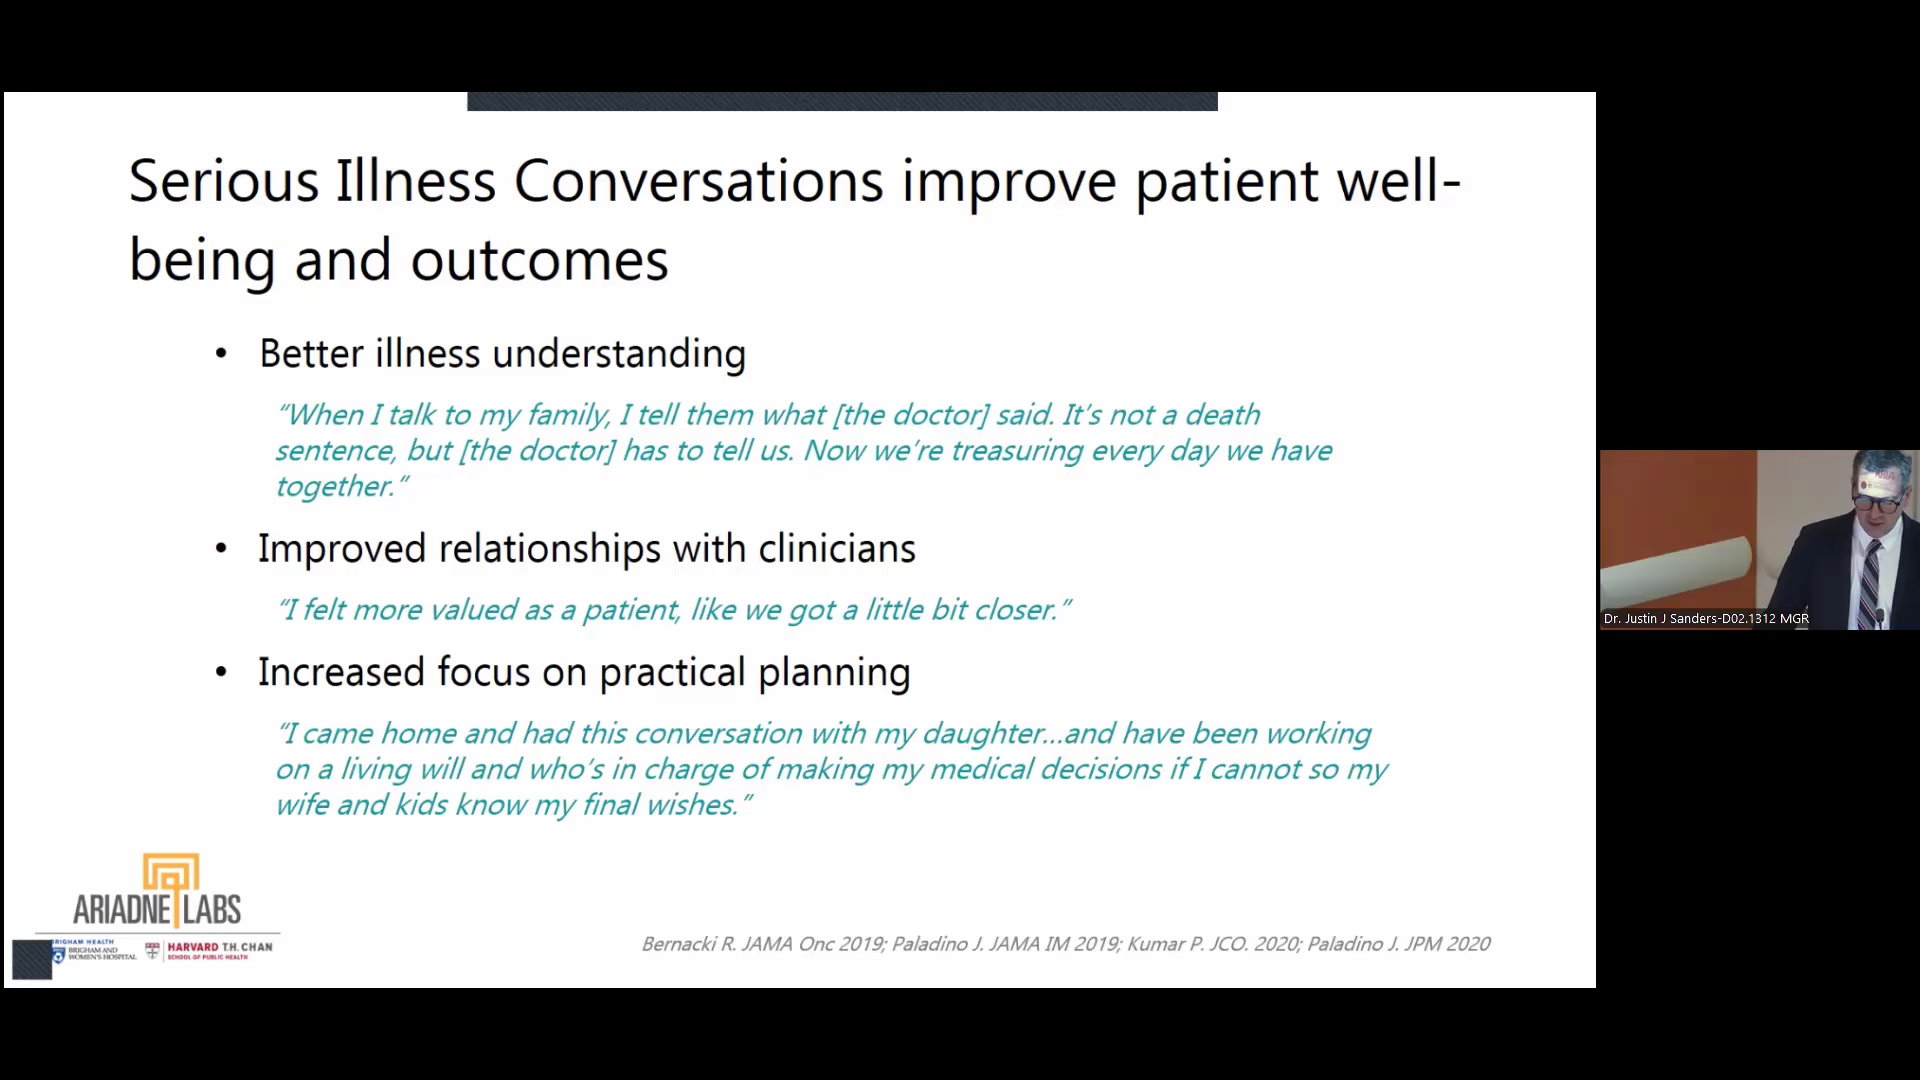 Serious Illness Conversations improve patient well-
being and outcomes
• Better illness understanding
“When I talk to my family, I tell them what [the doctor] said. It’s not a death
sentence, but [the doctor] has to tell us. Now we’re treasuring every day we have
together.”
• Improved relationships with clinicians
“I felt more valued as a patient, like we got a little bit closer.”
• Increased focus on practical planning
“I came home and had this conversation with my daughter...and have been working
on a living will and who’s in charge of making my medical decisions if I cannot so my
wife and kids know my final wishes.”
ARIADNE LABS
BRIGHAM HEALTH
BRIGHAM AND
WOMEN'S HOSPITAL
HARVARD T.H. CHAN
SCHOOL OF PUBLIC HEALTH
Bernacki R. JAMA Onc 2019; Paladino J. JAMA IM 2019; Kumar P. JCO. 2020; Paladino J. JPM 2020
Dr. Justin J Sanders-D02.1312 MGR